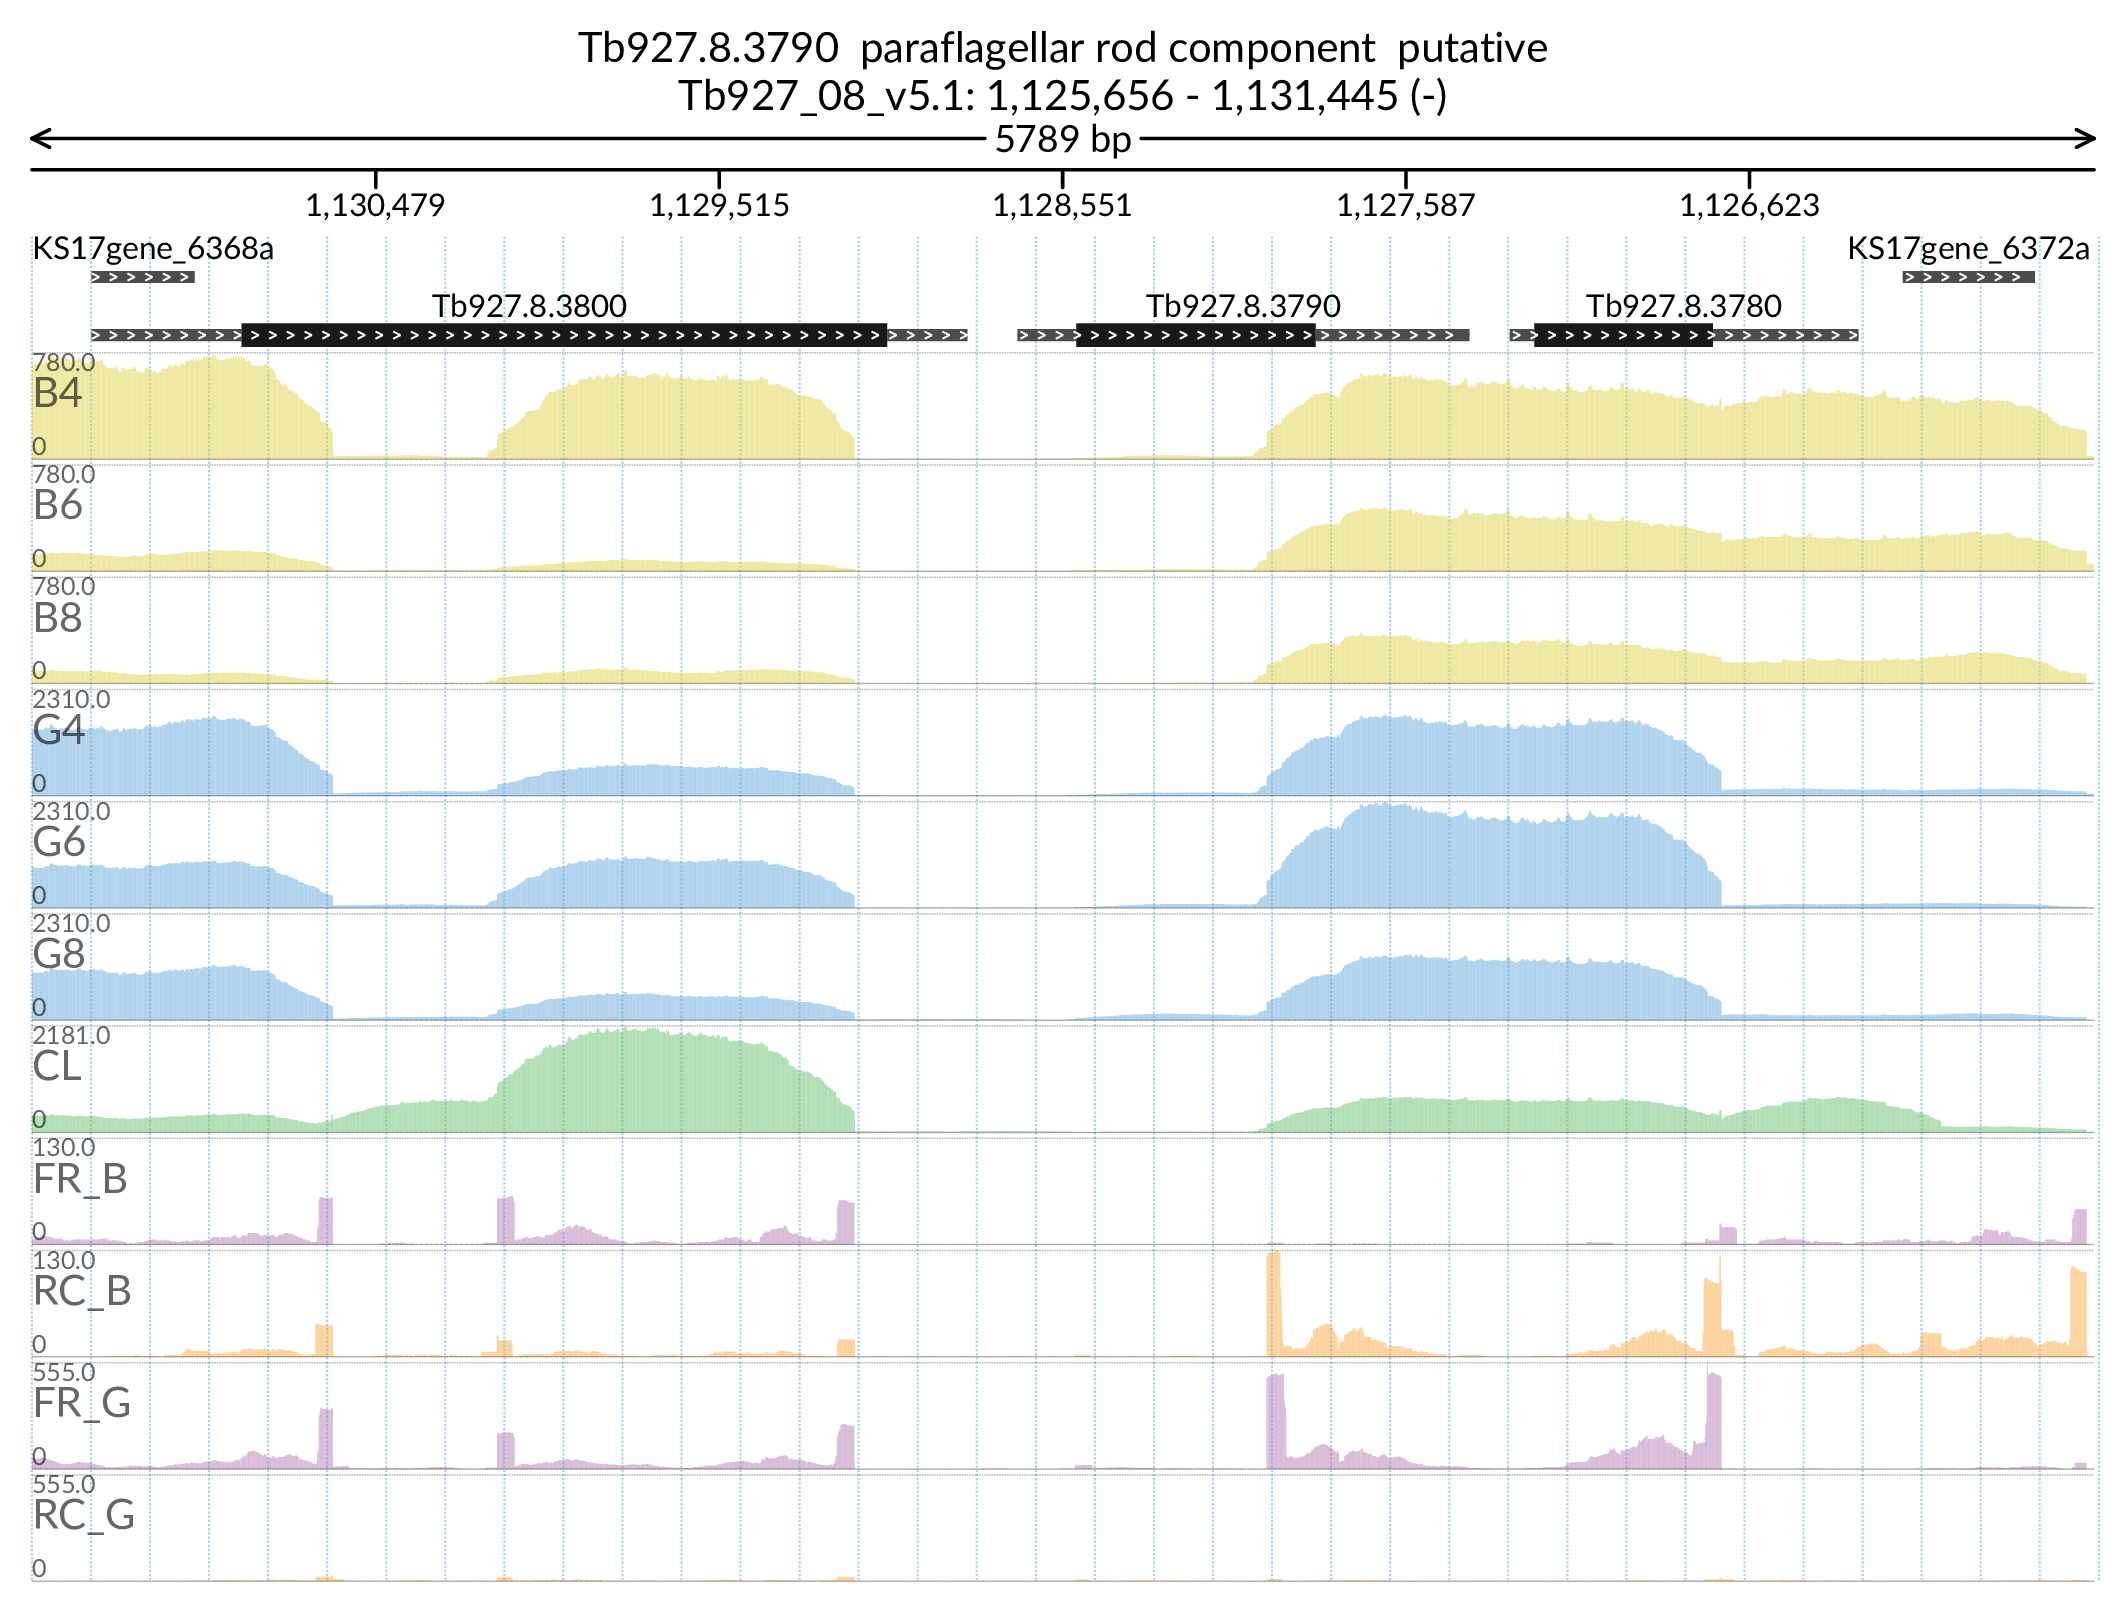 Tb927.8.3790  paraflagellar rod component  putative
Tb927_08_v5.1: 1,125,656 - 1,131,445 (-)
5789 bp
1,130,479 1,129,515 1,128,551 1,127,587 1,126,623
KS17gene_6368a KS17gene_6372a
Tb927.8.3800 Tb927.8.3790 Tb927.8.3780
780.0
B4
0
780.0
B6
0
780.0
B8
0
2310.0
G4
0
2310.0
G6
0
2310.0
G8
0
2181.0
CL
0
130.0
FR_B
0
130.0
RC_B
0
555.0
FR_G
0
555.0
RC_G
0